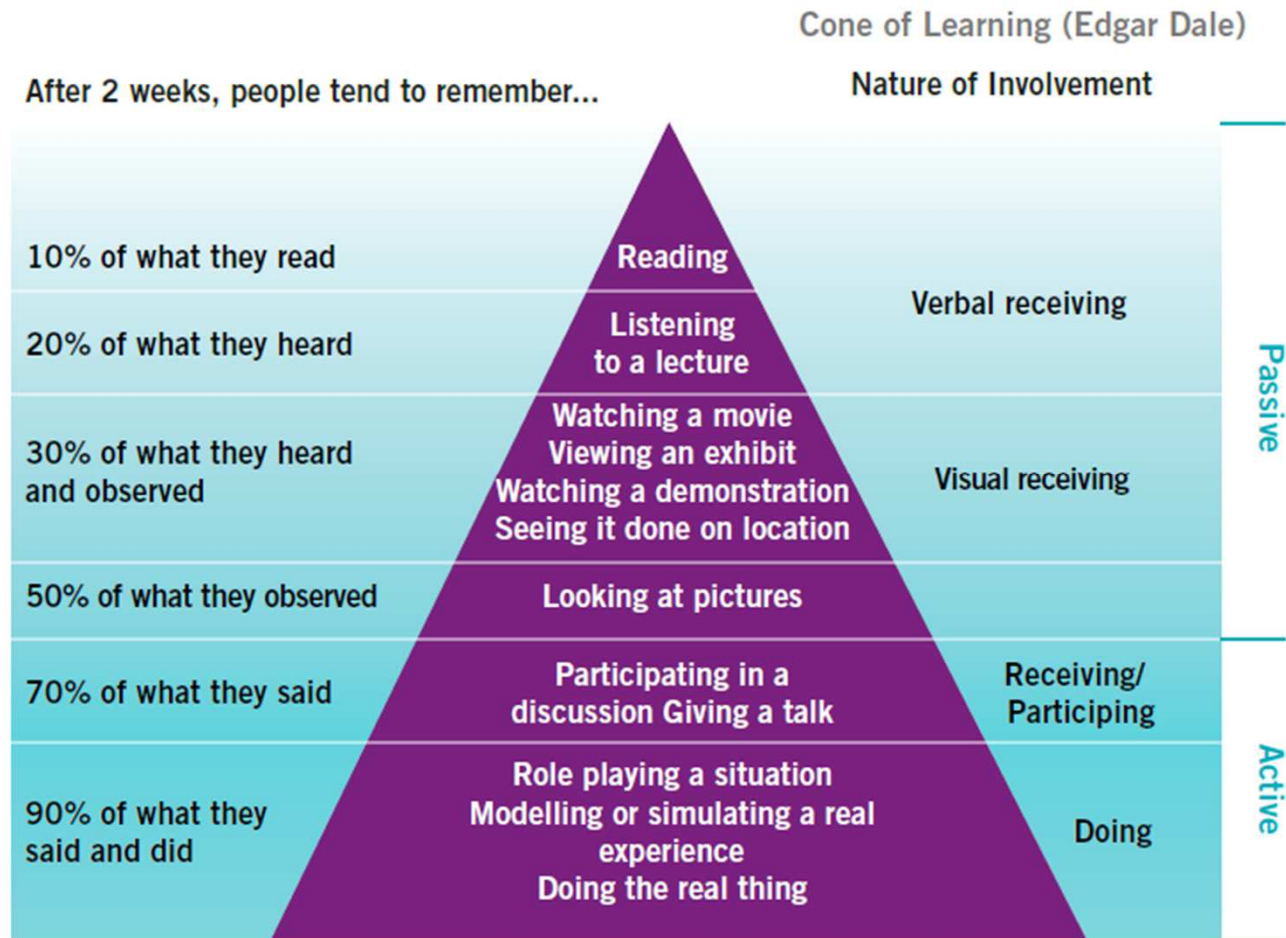 Cone of Learning (Edgar Dale)
After 2 weeks, people tend to remember...
Nature of Involvement
10% of what they read
Reading
Verbal receiving
20% of what they heard
Listening
to a lecture
30% of what they heard
and observed
Watching a movie
Viewing an exhibit
Watching a demonstration
Seeing it done on location
Visual receiving
Passive
50% of what they observed
Looking at pictures
70% of what they said
Participating in a
discussion Giving a talk
Receiving/
Participing
90% of what they
said and did
Role playing a situation
Modelling or simulating a real
experience
Doing the real thing
Doing
Active